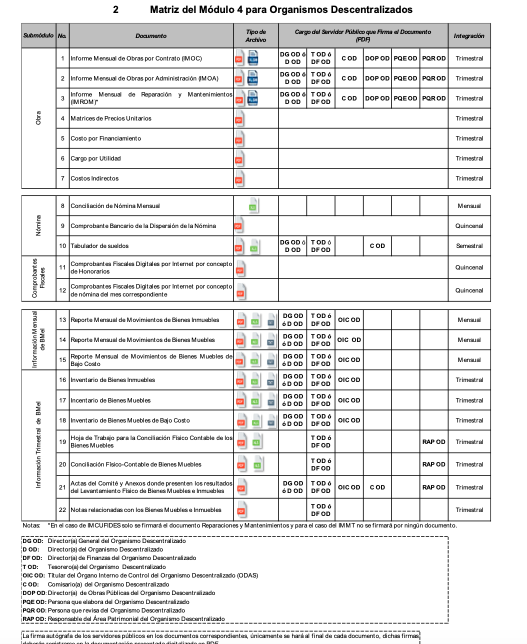 2 Matriz del Módulo 4 para Organismos Descentralizados
Submódulo No. Documento Tipo de Archivo Cargo del Servidor Público que Firma el Documento (PDF) Integración
Obra
1 Informe Mensual de Obras por Contrato (IMOC) DG OD ó D OD T OD ó DF OD C OD DOP OD PQE OD PQR OD Trimestral
2 Informe Mensual de Obras por Administración (IMOA) DG OD ó D OD T OD ó DF OD C OD DOP OD PQE OD PQR OD Trimestral
3 Informe Mensual de Reparación y Mantenimientos (IMROM)* DG OD ó D OD T OD ó DF OD C OD DOP OD PQE OD PQR OD Trimestral
4 Matrices de Precios Unitarios Trimestral
5 Costo por Financiamiento Trimestral
6 Cargo por Utilidad Trimestral
7 Costos Indirectos Trimestral
Nómina
8 Conciliación de Nómina Mensual Mensual
9 Comprobante Bancario de la Dispersión de la Nómina Quincenal
10 Tabulador de sueldos DG OD ó D OD T OD ó DF OD C OD Semestral
Comprobantes Fiscales
11 Comprobantes Fiscales Digitales por Internet por concepto de Honorarios Quincenal
12 Comprobantes Fiscales Digitales por Internet por concepto de nómina del mes correspondiente Quincenal
Información Mensual de BMeI
13 Reporte Mensual de Movimientos de Bienes Inmuebles DG OD ó D OD T OD ó DF OD OIC OD Mensual
14 Reporte Mensual de Movimientos de Bienes Muebles DG OD ó D OD T OD ó DF OD OIC OD Mensual
15 Reporte Mensual de Movimientos de Bienes Muebles de Bajo Costo DG OD ó D OD T OD ó DF OD OIC OD Mensual
Información Trimestral de BMeI
16 Inventario de Bienes Inmuebles DG OD ó D OD T OD ó DF OD OIC OD Trimestral
17 Incentario de Bienes Muebles DG OD ó D OD T OD ó DF OD OIC OD Trimestral
18 Inventario de Bienes Muebles de Bajo Costo DG OD ó D OD T OD ó DF OD OIC OD Trimestral
19 Hoja de Trabajo para la Conciliación Físico Contable de los Bienes Muebles T OD ó DF OD RAP OD Trimestral
20 Conciliación Físico-Contable de Bienes Muebles T OD ó DF OD RAP OD Trimestral
21 Actas del Comité y Anexos donde presenten los resultados del Levantamiento Físico de Bienes Muebles e Inmuebles DG OD ó D OD T OD ó DF OD OIC OD C OD RAP OD Trimestral
22 Notas relacionadas con los Bienes Muebles e Inmuebles T OD ó DF OD Trimestral
Notas: *En el caso de IMCUFIDES solo se firmará el documento Reparaciones y Mantenimientos y para el caso del IMMT no se firmará por ningún documento.
DG OD: Director(a) General del Organismo Descentralizado
D OD: Director(a) del Organismo Descentralizado
DF OD: Director(a) de Finanzas del Organismo Descentralizado
T OD: Tesorero(a) del Organismo Descentralizado
OIC OD: Titular del Órgano Interno de Control del Organismo Descentralizado (ODAS)
C OD: Comisario(a) del Organismo Descentralizado
DOP OD: Director(a) de Obras Públicas del Organismo Descentralizado
PQE OD: Persona que elabora del Organismo Descentralizado
PQR OD: Persona que revisa del Organismo Descentralizado
RAP OD: Responsable del Área Patrimonial del Organismo Descentralizado
La firma autógrafa de los servidores públicos en los documentos correspondientes, únicamente se hará al final de cada documento, dichas firmas